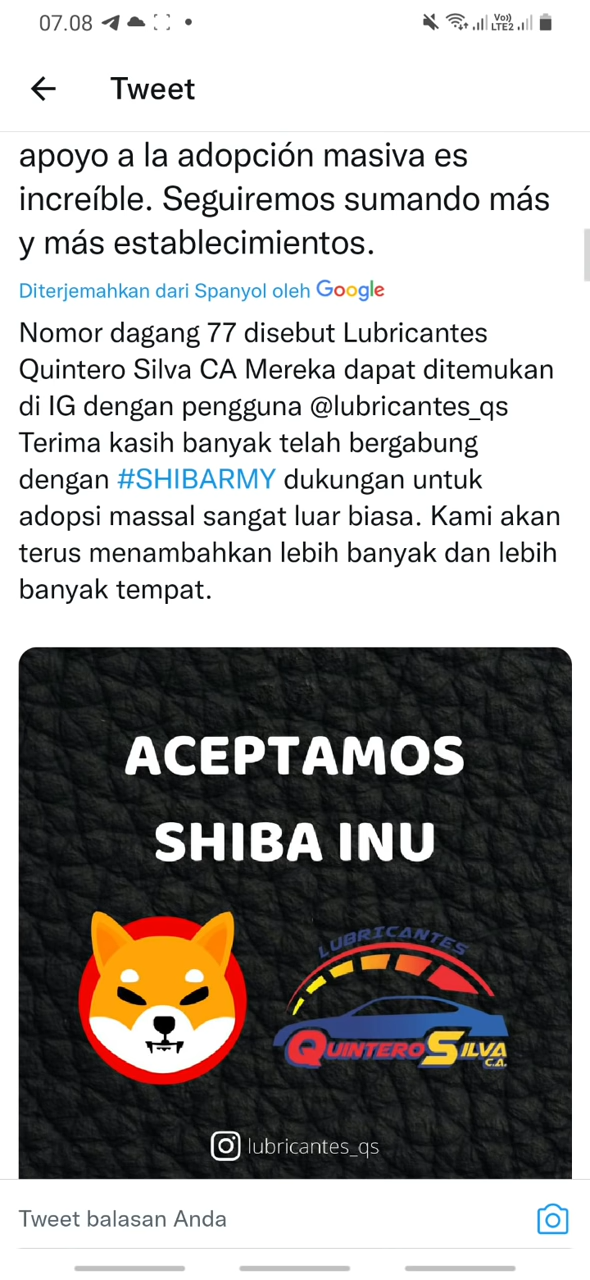 07.08
Vo)
LTE2
Tweet
apoyo a la adopción masiva es
increíble. Seguiremos sumando más
y más establecimientos.
Diterjemahkan dari Spanyol oleh Google
Nomor dagang 77 disebut Lubricantes
Quintero Silva CA Mereka dapat ditemukan
di IG dengan pengguna @lubricantes_qs
Terima kasih banyak telah bergabung
dengan #SHIBARMY dukungan untuk
adopsi massal sangat luar biasa. Kami akan
terus menambahkan lebih banyak dan lebih
banyak tempat.
ACEPTAMOS
SHIBA INU
LUBRICANTES
QUINTERO SILVA
C.A.
lubricantes_qs
Tweet balasan Anda